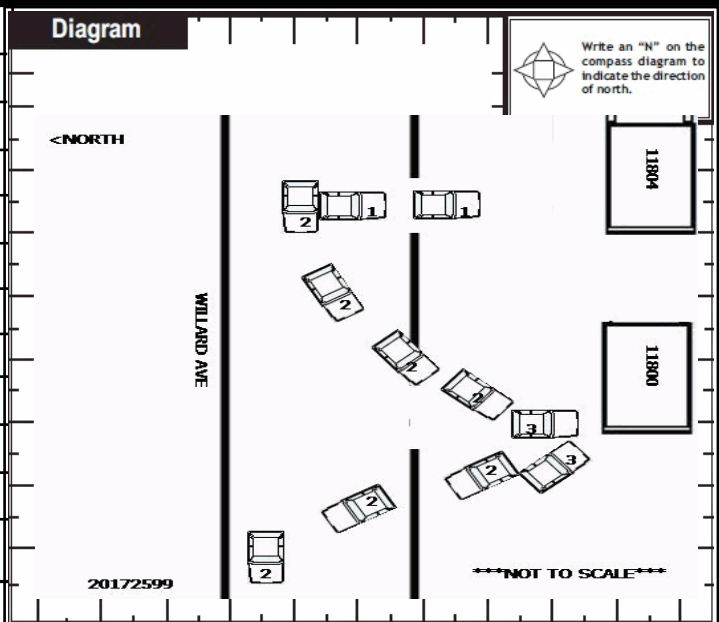 Diagram
Write an "N" on the
compass diagram to
indicate the direction
of north.
<NORTH
11804
2
1
1
2
WILLARD AVE
2
2
11800
3
2
3
2
2
20172599
***NOT TO SCALE***